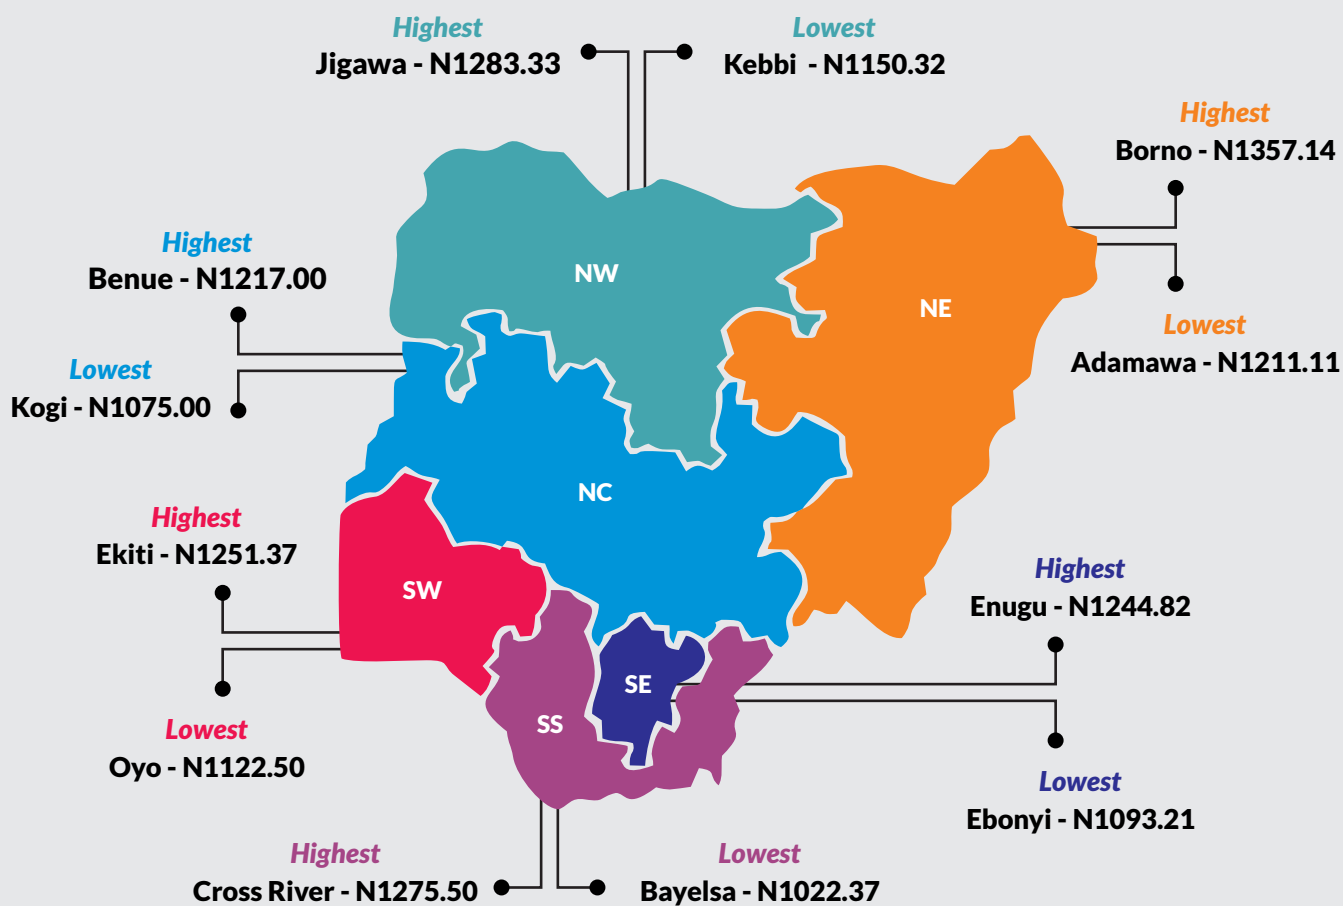 Highest
Jigawa - N1283.33
Lowest
Kebbi - N1150.32
Highest
Borno - N1357.14
Lowest
Adamawa - N1211.11
Highest
Benue - N1217.00
Lowest
Kogi - N1075.00
NW
NE
NC
SW
SE
SS
Highest
Ekiti - N1251.37
Lowest
Oyo - N1122.50
Highest
Enugu - N1244.82
Lowest
Ebonyi - N1093.21
Highest
Cross River - N1275.50
Lowest
Bayelsa - N1022.37